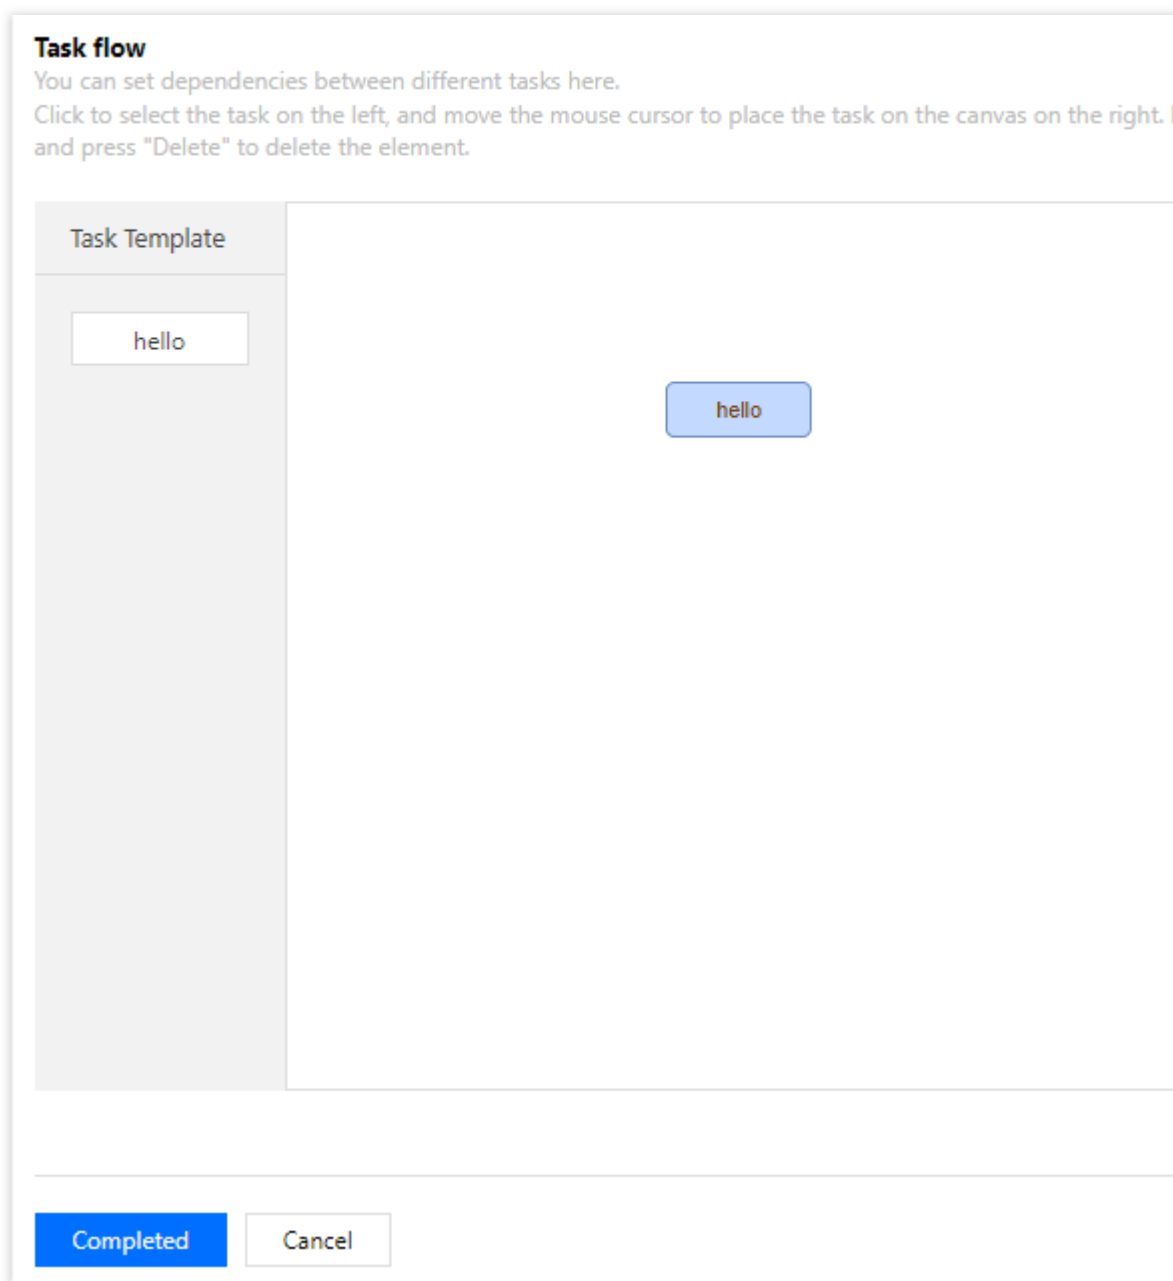 Task flow
You can set dependencies between different tasks here.
Click to select the task on the left, and move the mouse cursor to place the task on the canvas on the right.
and press "Delete" to delete the element.
Task Template
hello
hello
Completed
Cancel